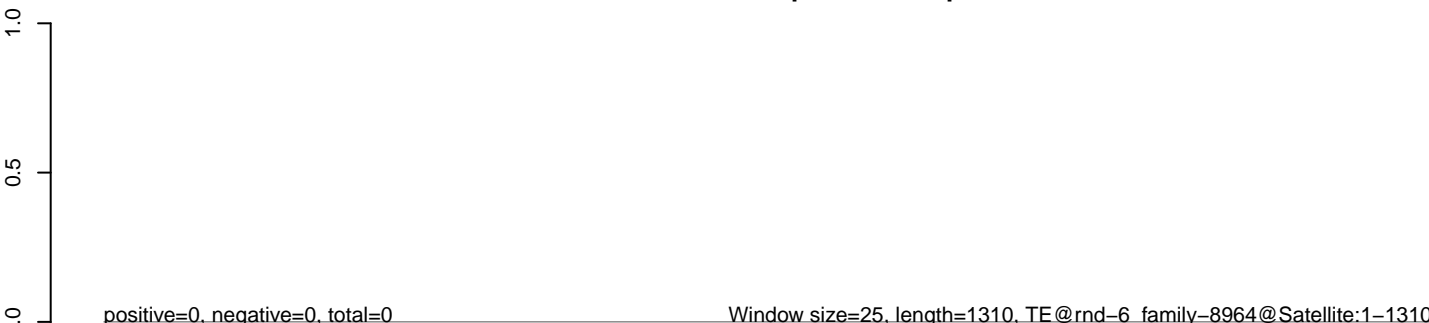 1.0
0.5
.0
positive=0, negative=0, total=0
Window size=25, length=1310, TE@rnd−6_family−8964@Satellite:1−1310